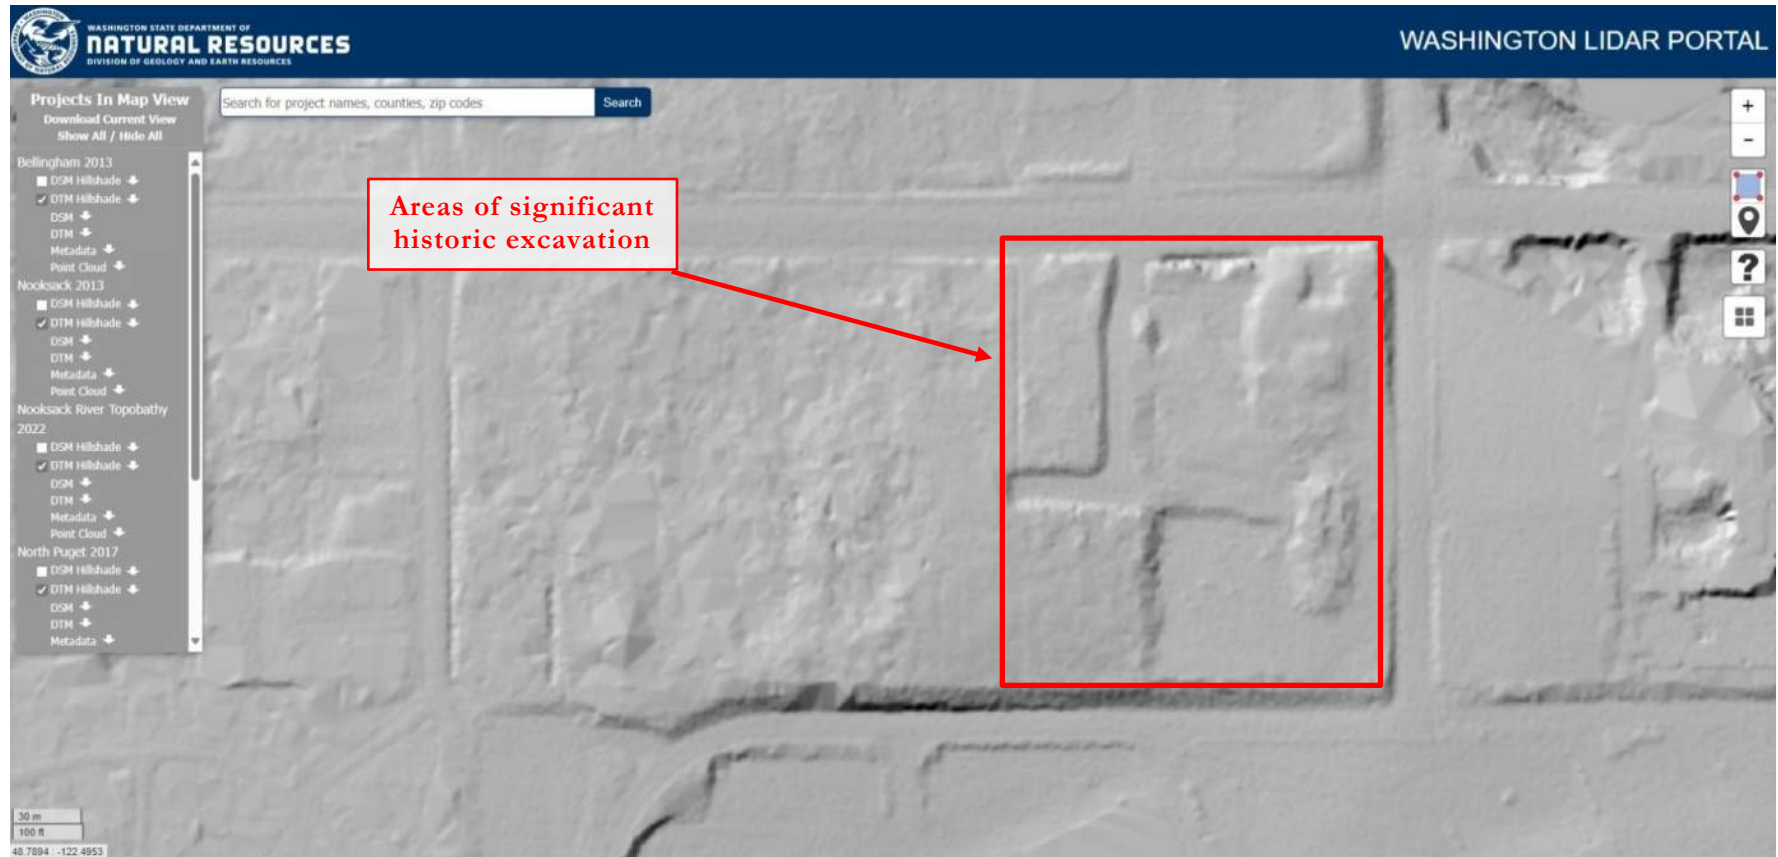 WASHINGTON STATE DEPARTMENT OF
NATURAL RESOURCES
DIVISION OF GEOLOGY AND EARTH RESOURCES
WASHINGTON LIDAR PORTAL
Projects In Map View
Download Current View
Show All / Hide All
Search for project names, counties, zip codes
Search
+
-
?
Bellingham 2013
DSM Hillshade
DTM Hillshade
DSM
DTM
Metadata
Point Cloud
Nooksack 2013
DSM Hillshade
DTM Hillshade
DSM
DTM
Metadata
Point Cloud
Nooksack River Topobathy
2022
DSM Hillshade
DTM Hillshade
DSM
DTM
Metadata
Point Cloud
North Puget 2017
DSM Hillshade
DTM Hillshade
DSM
DTM
Metadata
Areas of significant
historic excavation
30 m
100 ft
48.7894 : -122.4953